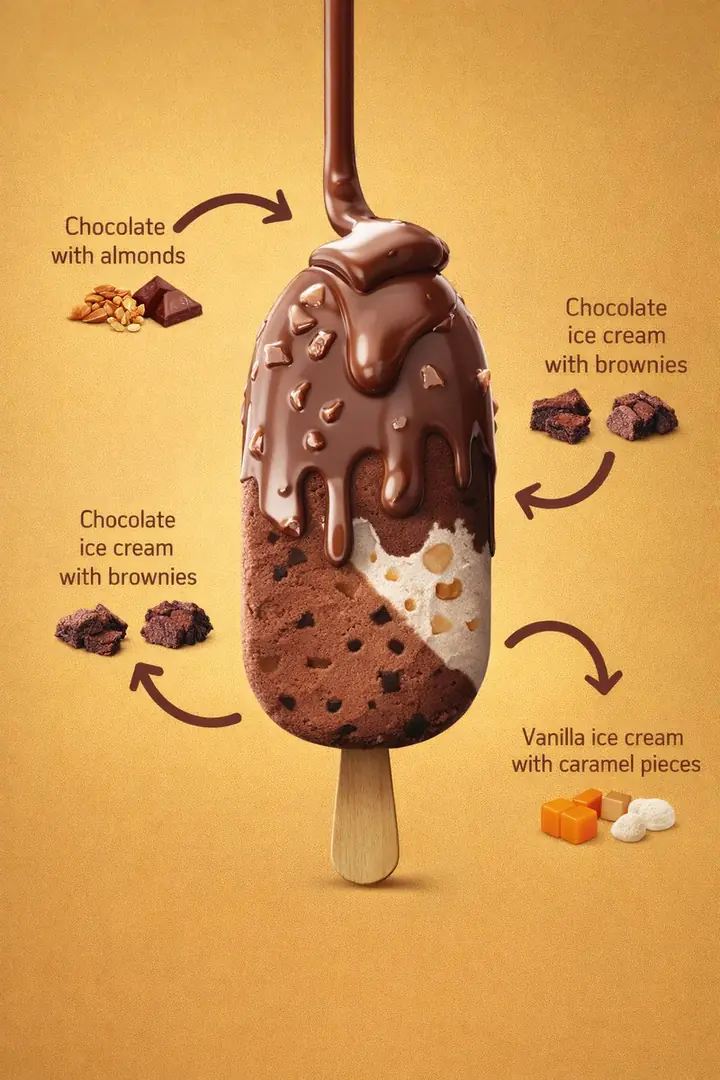 Chocolate
with almonds
Chocolate
ice cream
with brownies
Chocolate
ice cream
with brownies
Vanilla ice cream
with caramel pieces